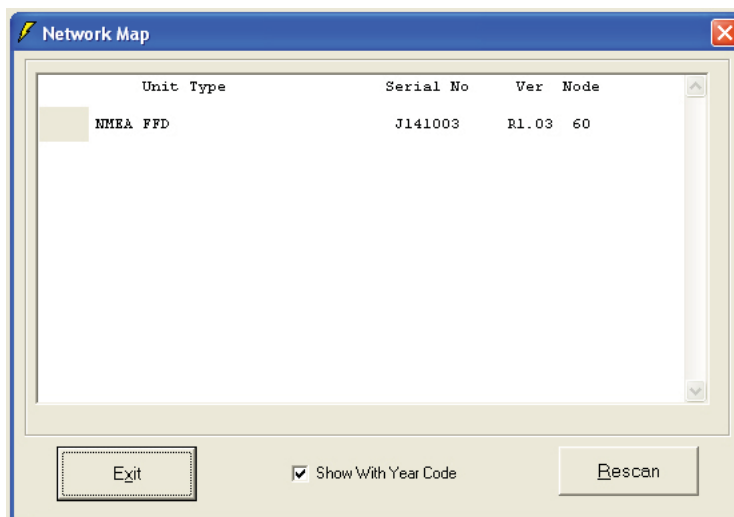 Network Map
Unit Type Serial No Ver Node
NMEA FFD J141003 R1.03 60
Exit Show With Year Code Rescan